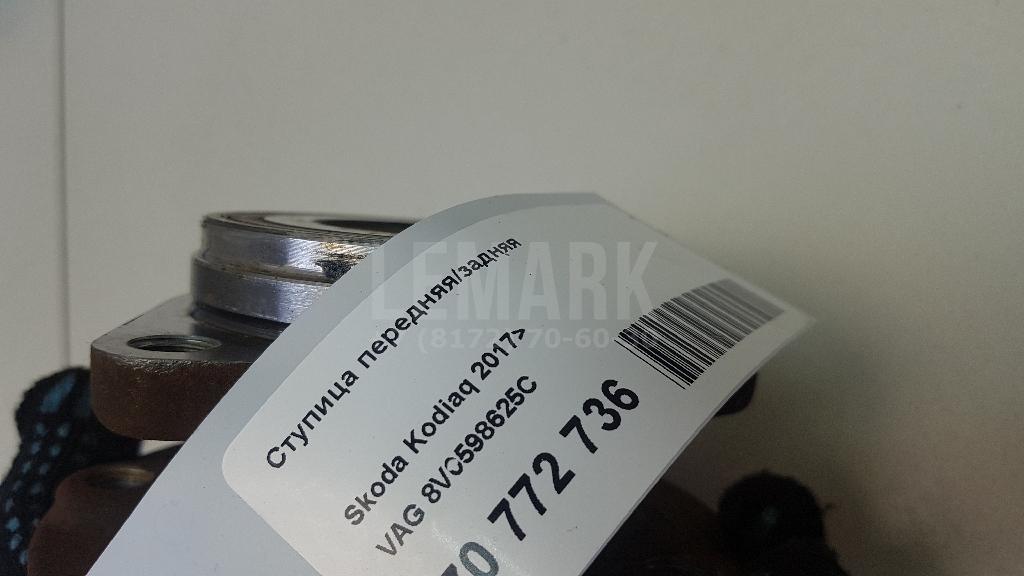 LEMARK
Ступица передняя/задняя
Skoda Kodiaq 2017>
VAG 8V0598625C
772 736